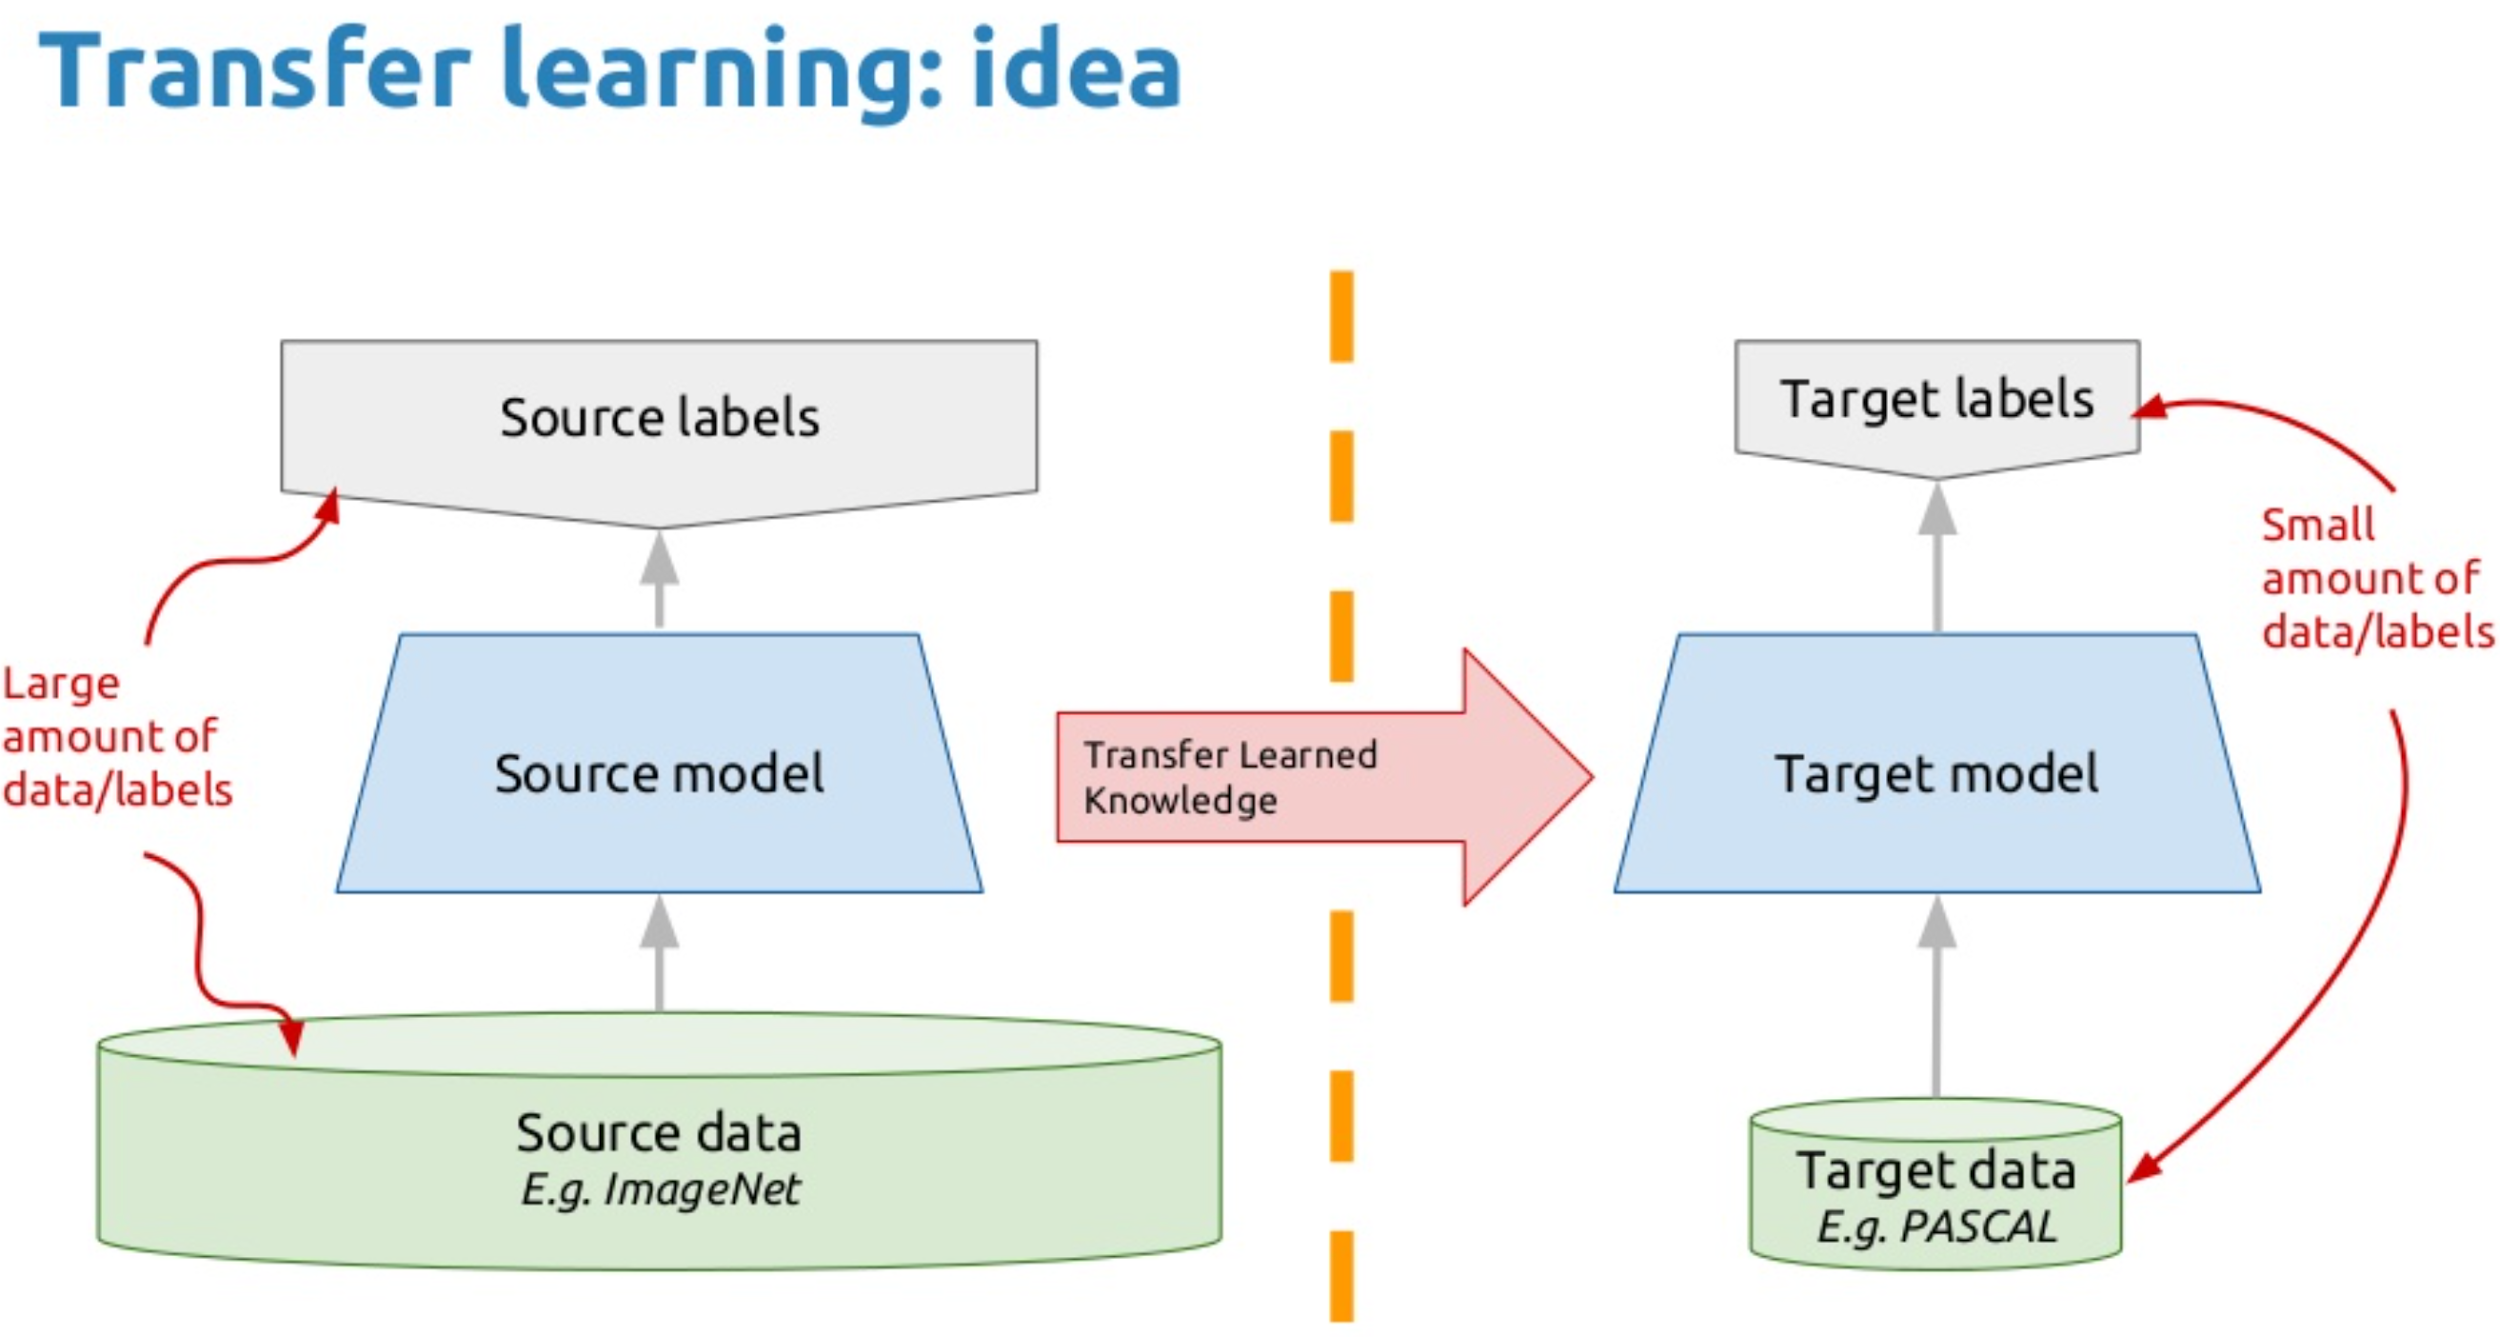 Transfer learning: idea
Source labels
Large
amount of
data/labels
Source model
Source data
E.g. ImageNet
Transfer Learned
Knowledge
Target labels
Small
amount of
data/labels
Target model
Target data
E.g. PASCAL